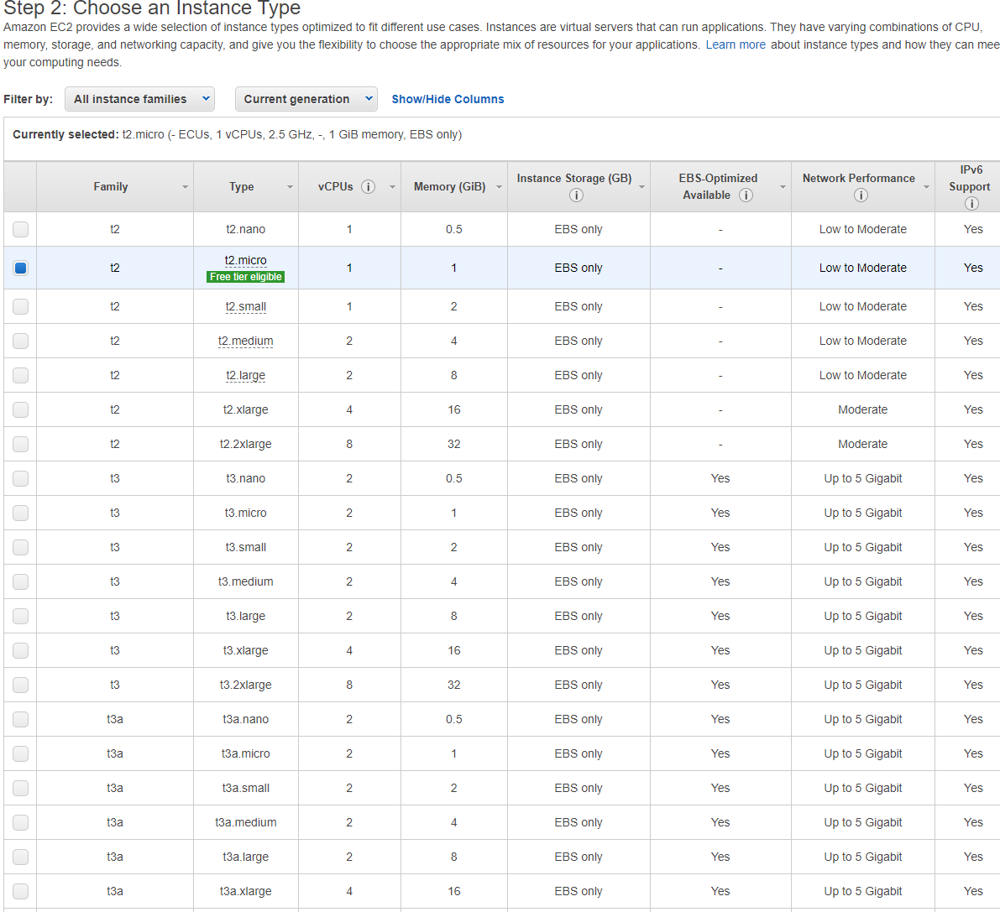 Step 2: Choose an Instance Type
Amazon EC2 provides a wide selection of instance types optimized to fit different use cases. Instances are virtual servers that can run applications. They have varying combinations of CPU,
memory, storage, and networking capacity, and give you the flexibility to choose the appropriate mix of resources for your applications. Learn more about instance types and how they can mee
your computing needs.
Filter by: All instance families Current generation Show/Hide Columns
Currently selected: t2.micro (- ECUs, 1 vCPUs, 2.5 GHz, -, 1 GiB memory, EBS only)
Family Type vCPUs i Memory (GiB) Instance Storage (GB) i EBS-Optimized Available i Network Performance i IPv6 Support i
t2 t2.nano 1 0.5 EBS only - Low to Moderate Yes
t2 t2.micro Free tier eligible 1 1 EBS only - Low to Moderate Yes
t2 t2.small 1 2 EBS only - Low to Moderate Yes
t2 t2.medium 2 4 EBS only - Low to Moderate Yes
t2 t2.large 2 8 EBS only - Low to Moderate Yes
t2 t2.xlarge 4 16 EBS only - Moderate Yes
t2 t2.2xlarge 8 32 EBS only - Moderate Yes
t3 t3.nano 2 0.5 EBS only Yes Up to 5 Gigabit Yes
t3 t3.micro 2 1 EBS only Yes Up to 5 Gigabit Yes
t3 t3.small 2 2 EBS only Yes Up to 5 Gigabit Yes
t3 t3.medium 2 4 EBS only Yes Up to 5 Gigabit Yes
t3 t3.large 2 8 EBS only Yes Up to 5 Gigabit Yes
t3 t3.xlarge 4 16 EBS only Yes Up to 5 Gigabit Yes
t3 t3.2xlarge 8 32 EBS only Yes Up to 5 Gigabit Yes
t3a t3a.nano 2 0.5 EBS only Yes Up to 5 Gigabit Yes
t3a t3a.micro 2 1 EBS only Yes Up to 5 Gigabit Yes
t3a t3a.small 2 2 EBS only Yes Up to 5 Gigabit Yes
t3a t3a.medium 2 4 EBS only Yes Up to 5 Gigabit Yes
t3a t3a.large 2 8 EBS only Yes Up to 5 Gigabit Yes
t3a t3a.xlarge 4 16 EBS only Yes Up to 5 Gigabit Yes